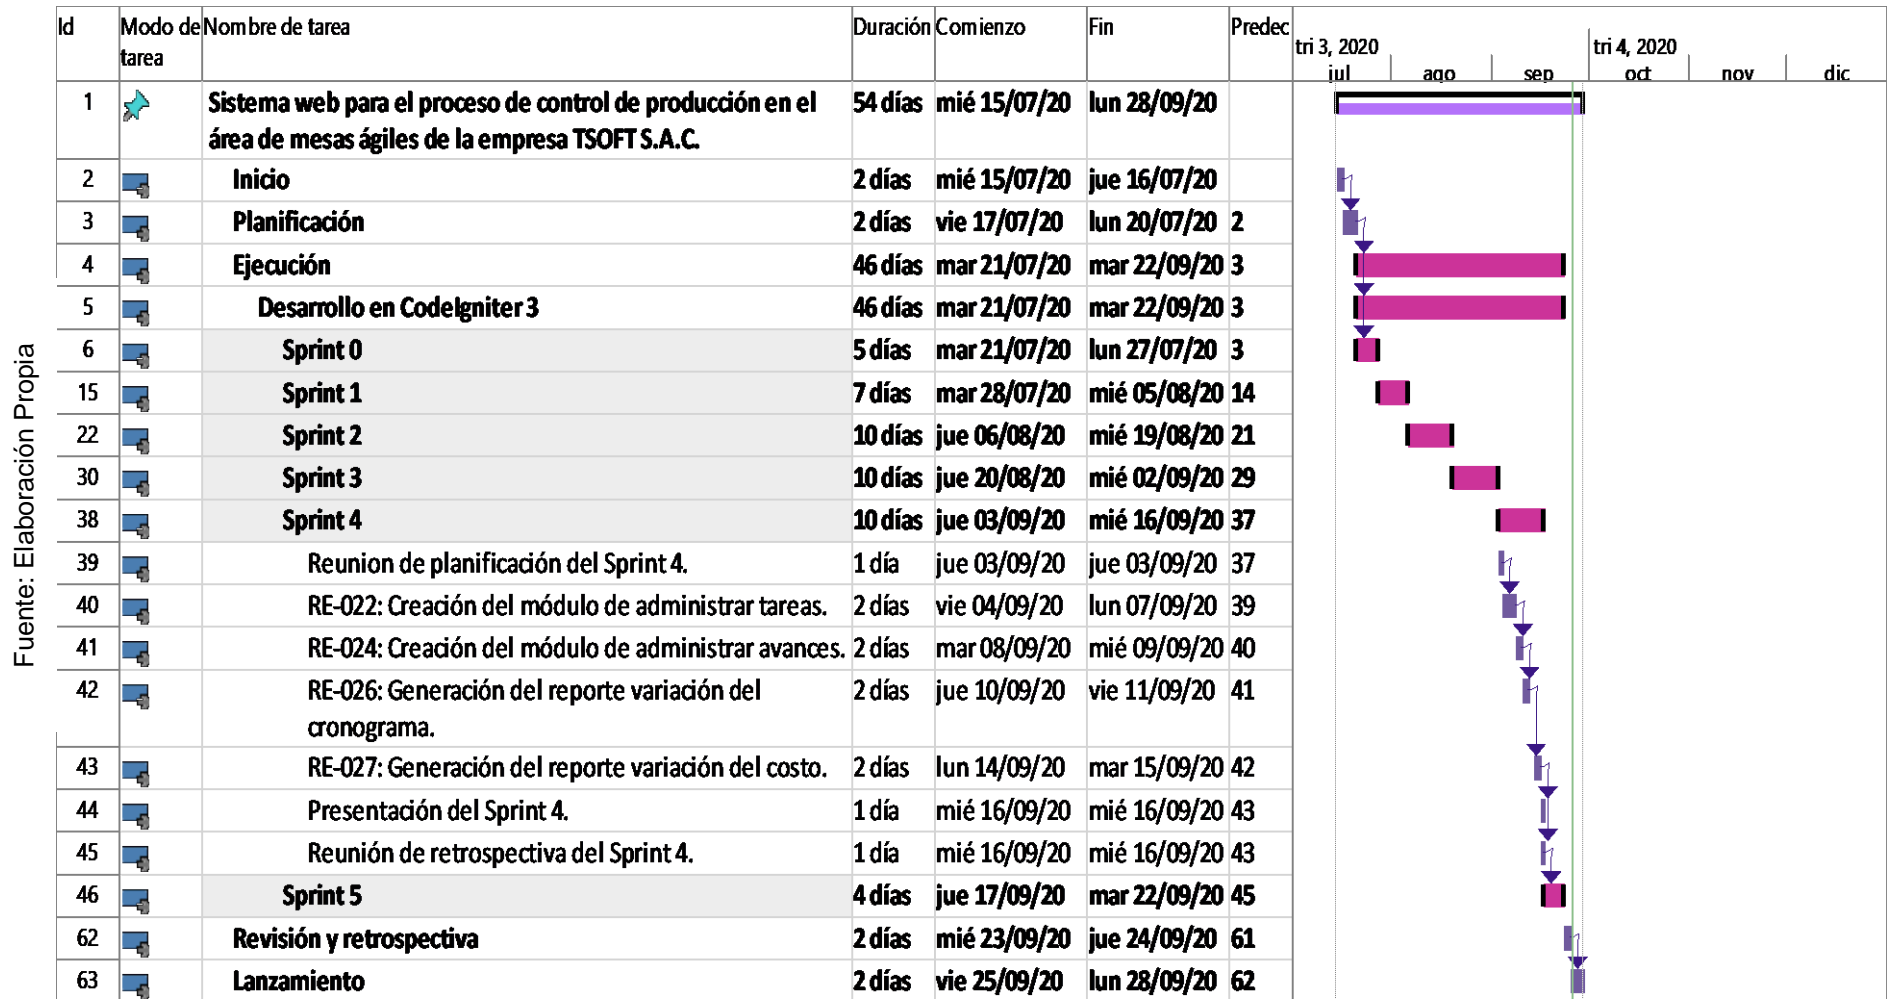 Id Modo de tarea Nombre de tarea Duración Comienzo Fin Predec
tri 3, 2020 tri 4, 2020
jul ago sep oct nov dic
1 Sistema web para el proceso de control de producción en el 54 días mié 15/07/20 lun 28/09/20
área de mesas ágiles de la empresa TSOFT S.A.C.
2 Inicio 2 días mié 15/07/20 jue 16/07/20
3 Planificación 2 días vie 17/07/20 lun 20/07/20 2
4 Ejecución 46 días mar 21/07/20 mar 22/09/20 3
5 Desarrollo en CodeIgniter 3 46 días mar 21/07/20 mar 22/09/20 3
6 Sprint 0 5 días mar 21/07/20 lun 27/07/20 3
15 Sprint 1 7 días mar 28/07/20 mié 05/08/20 14
22 Sprint 2 10 días jue 06/08/20 mié 19/08/20 21
30 Sprint 3 10 días jue 20/08/20 mié 02/09/20 29
38 Sprint 4 10 días jue 03/09/20 mié 16/09/20 37
39 Reunion de planificación del Sprint 4. 1 día jue 03/09/20 jue 03/09/20 37
40 RE-022: Creación del módulo de administrar tareas. 2 días vie 04/09/20 lun 07/09/20 39
41 RE-024: Creación del módulo de administrar avances. 2 días mar 08/09/20 mié 09/09/20 40
42 RE-026: Generación del reporte variación del 2 días jue 10/09/20 vie 11/09/20 41
cronograma.
43 RE-027: Generación del reporte variación del costo. 2 días lun 14/09/20 mar 15/09/20 42
44 Presentación del Sprint 4. 1 día mié 16/09/20 mié 16/09/20 43
45 Reunión de retrospectiva del Sprint 4. 1 día mié 16/09/20 mié 16/09/20 43
46 Sprint 5 4 días jue 17/09/20 mar 22/09/20 45
62 Revisión y retrospectiva 2 días mié 23/09/20 jue 24/09/20 61
63 Lanzamiento 2 días vie 25/09/20 lun 28/09/20 62
Fuente: Elaboración Propia